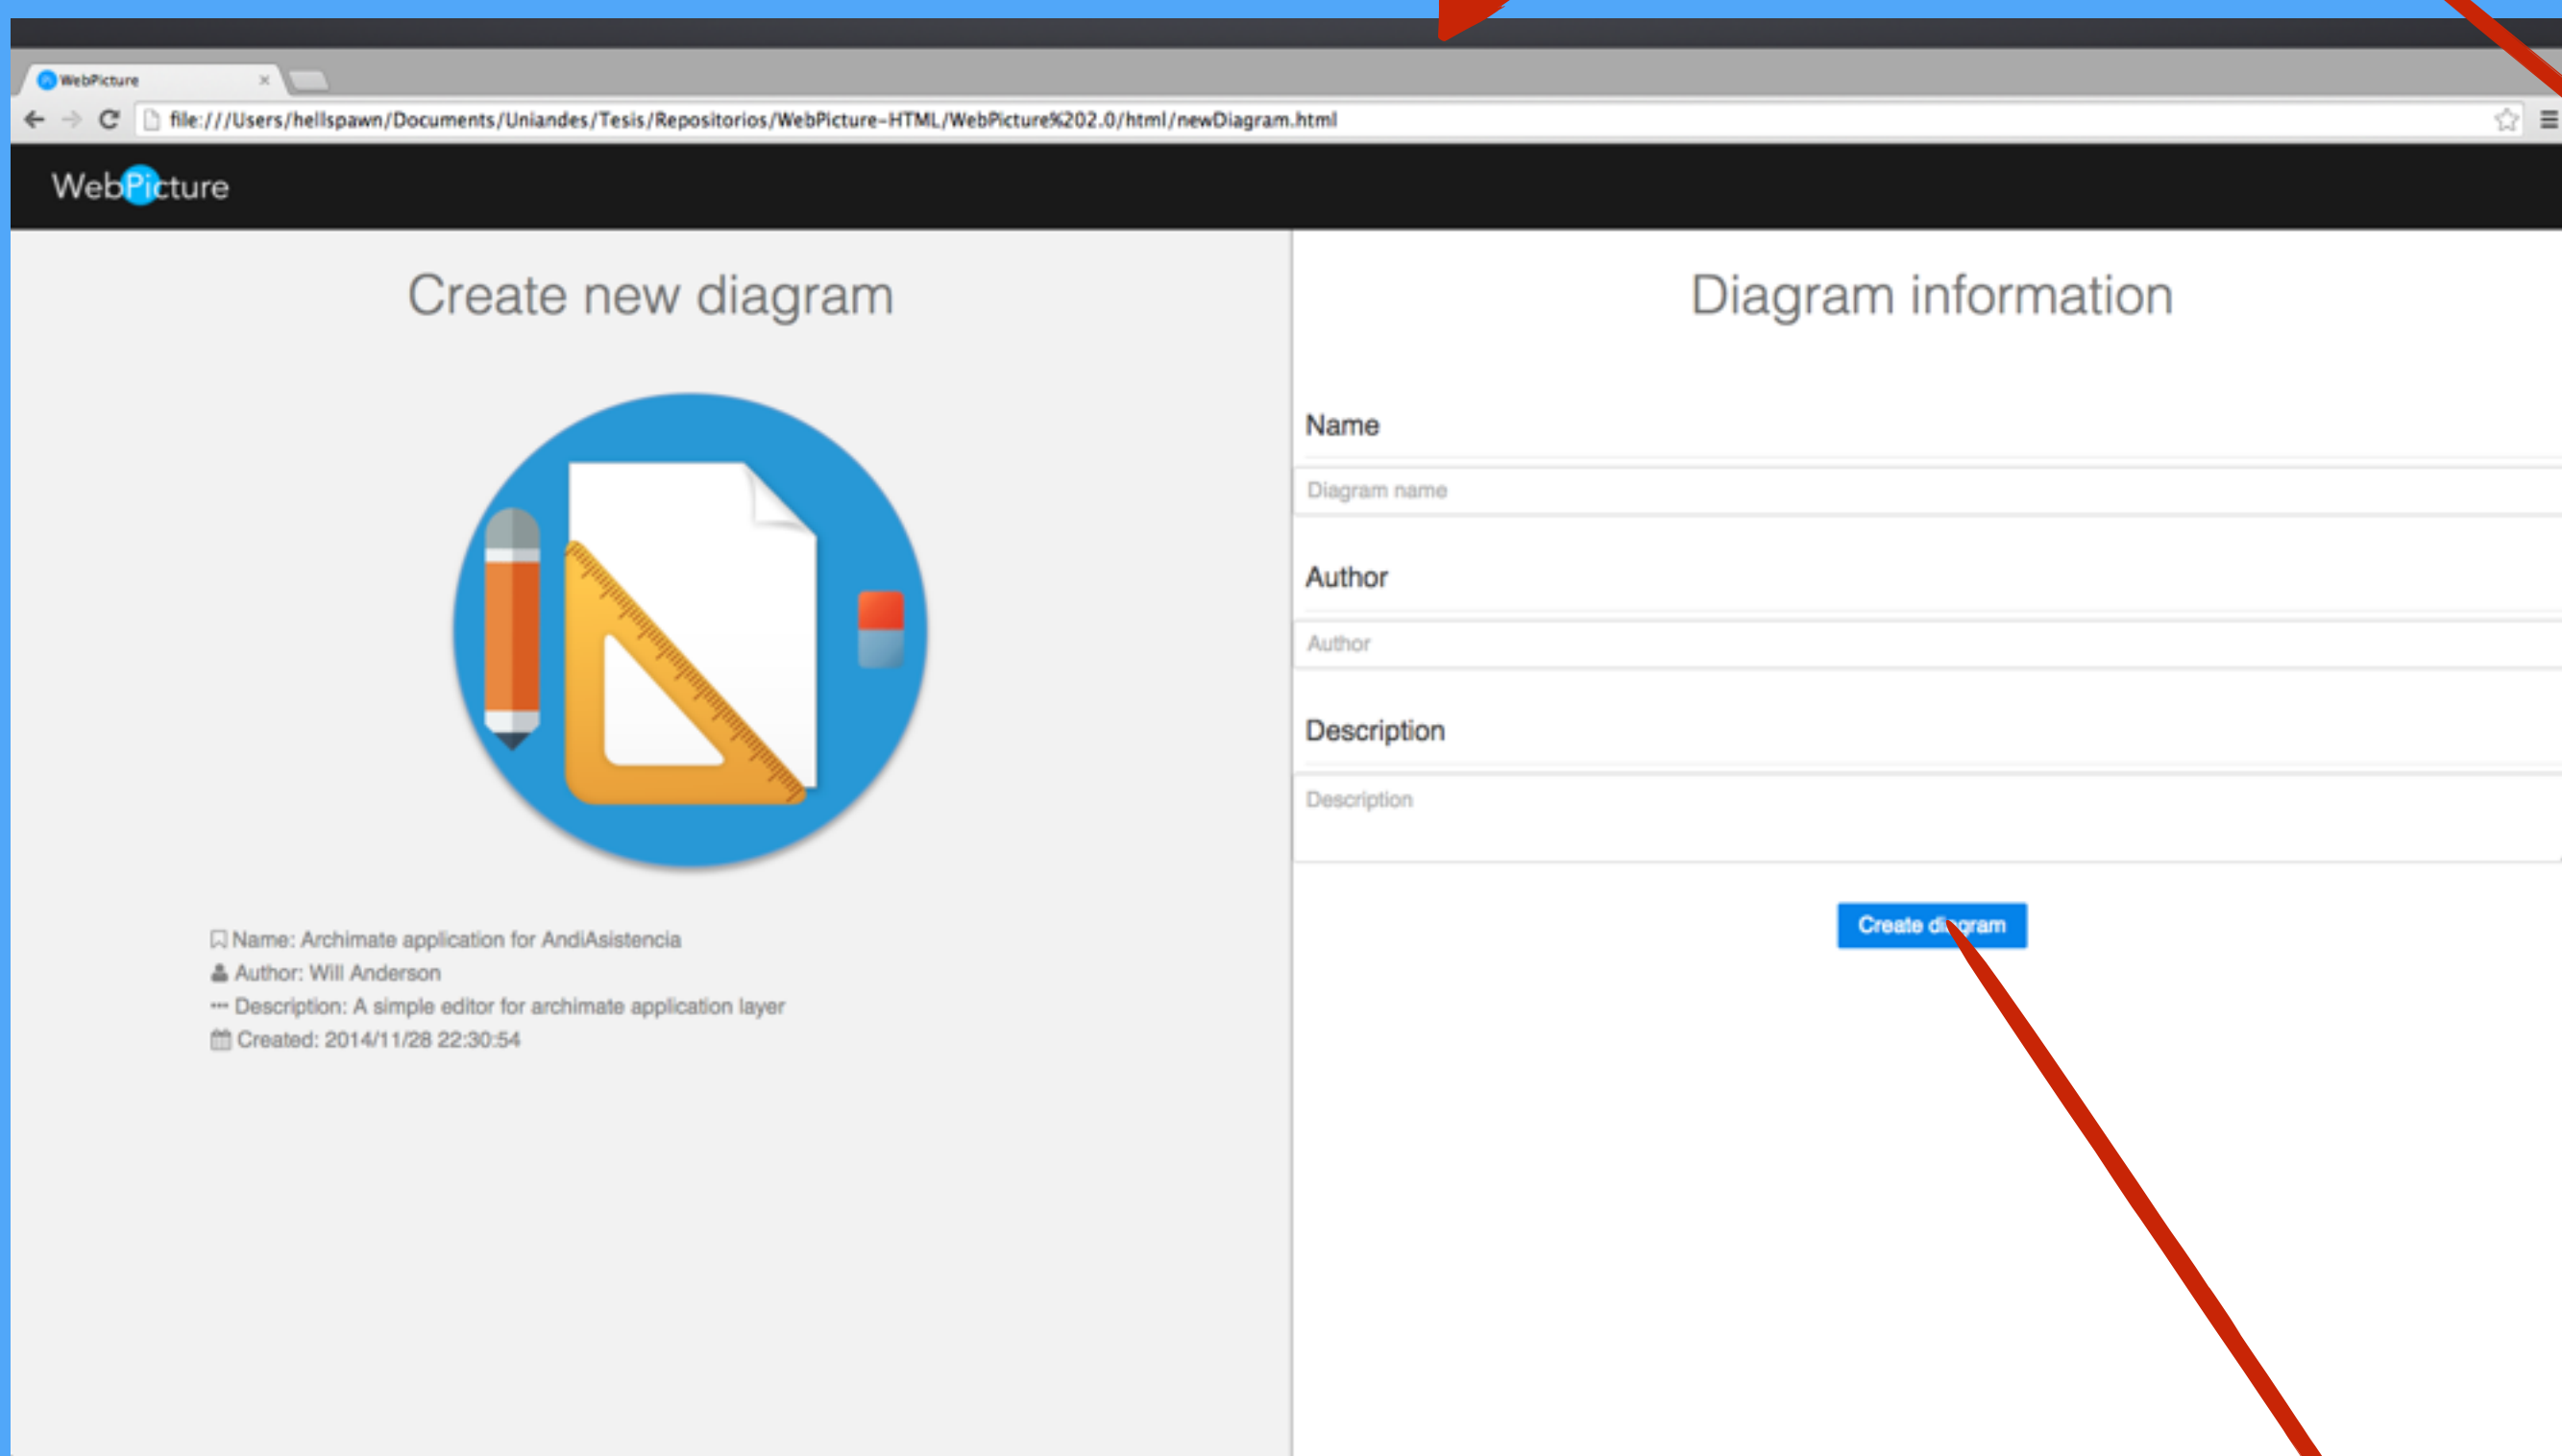 WebPicture
file:///Users/hellspawn/Documents/Uniandes/Tesis/Repositorios/WebPicture-HTML/WebPicture%202.0/html/newDiagram.html
WebPicture
Create new diagram
Name: Archimate application for AndiAsistencia
Author: Will Anderson
Description: A simple editor for archimate application layer
Created: 2014/11/28 22:30:54
Diagram information
Name
Diagram name
Author
Author
Description
Description
Create diagram